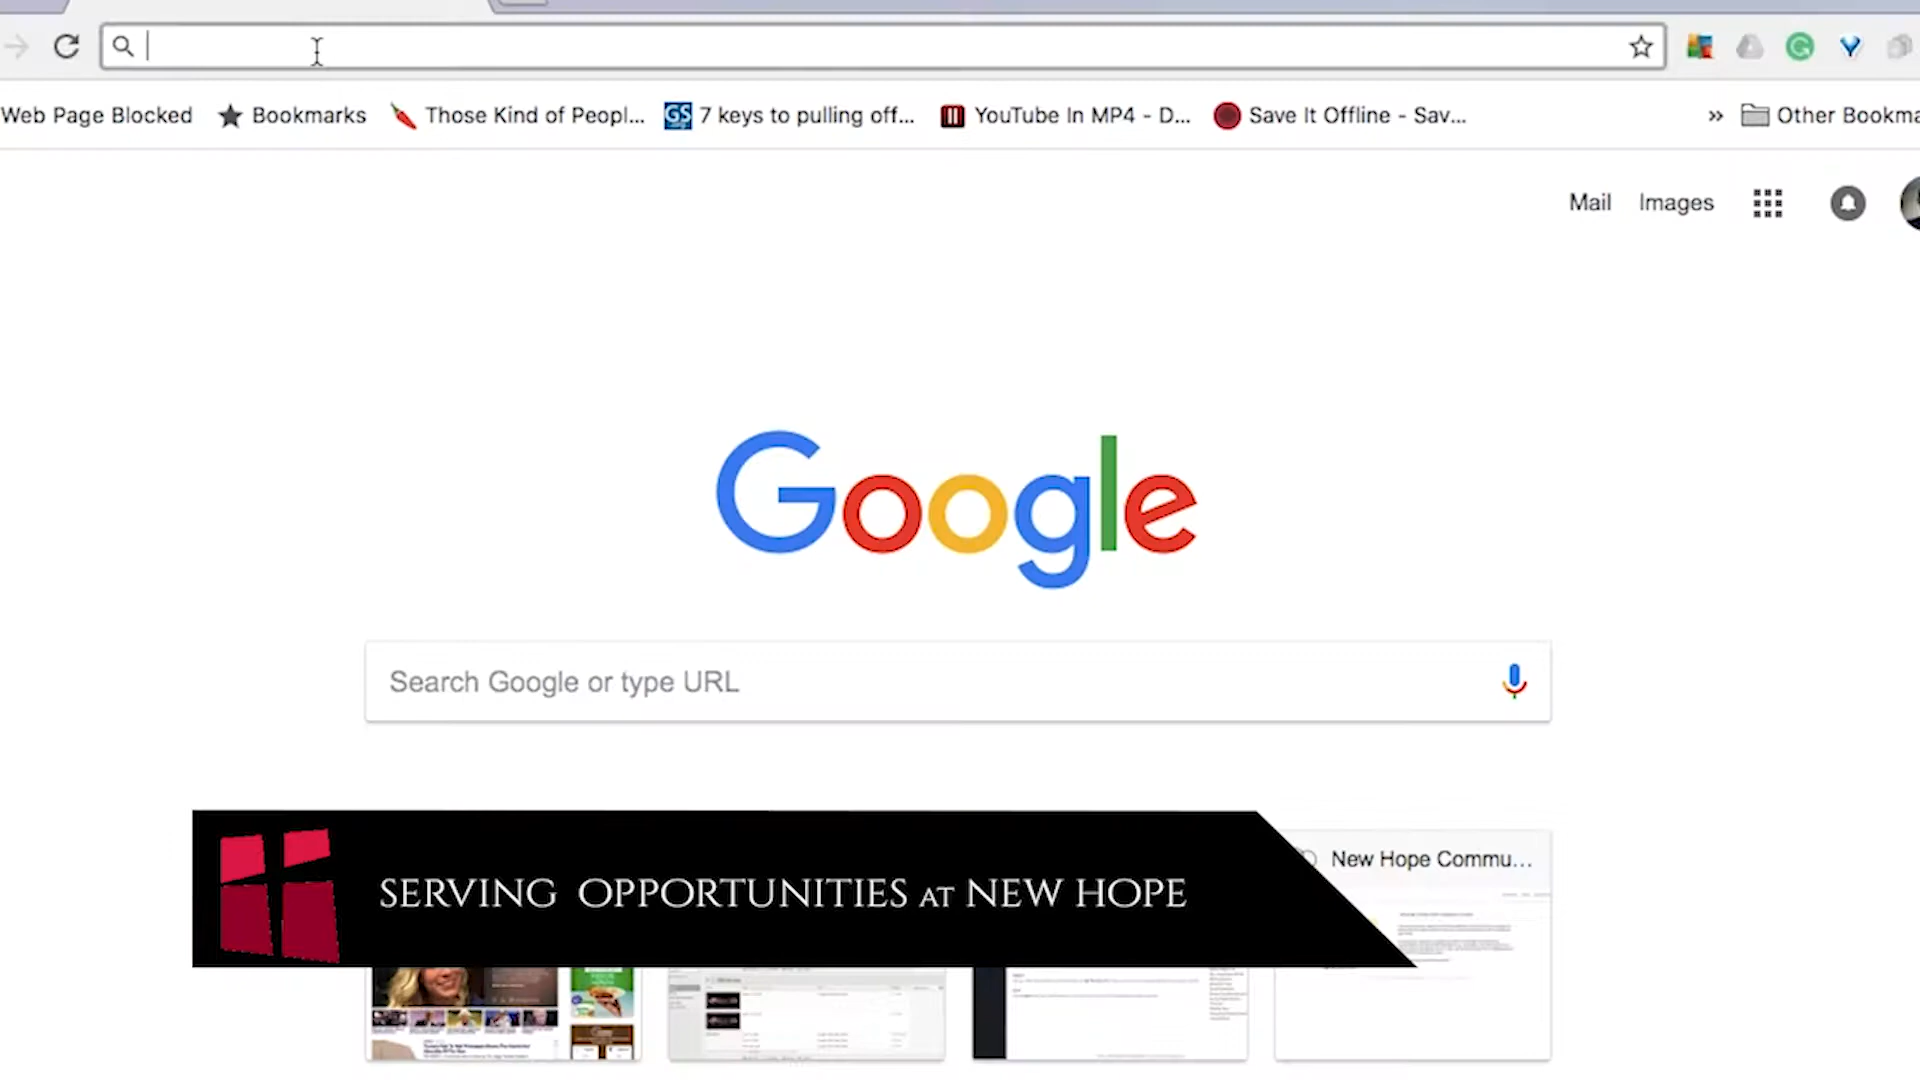 Web Page Blocked Bookmarks Those Kind of Peopl... GS 7 keys to pulling off... YouTube In MP4 - D... Save It Offline - Sav... » Other Bookma
Mail Images
Google
Search Google or type URL
New Hope Commu...
SERVING OPPORTUNITIES AT NEW HOPE